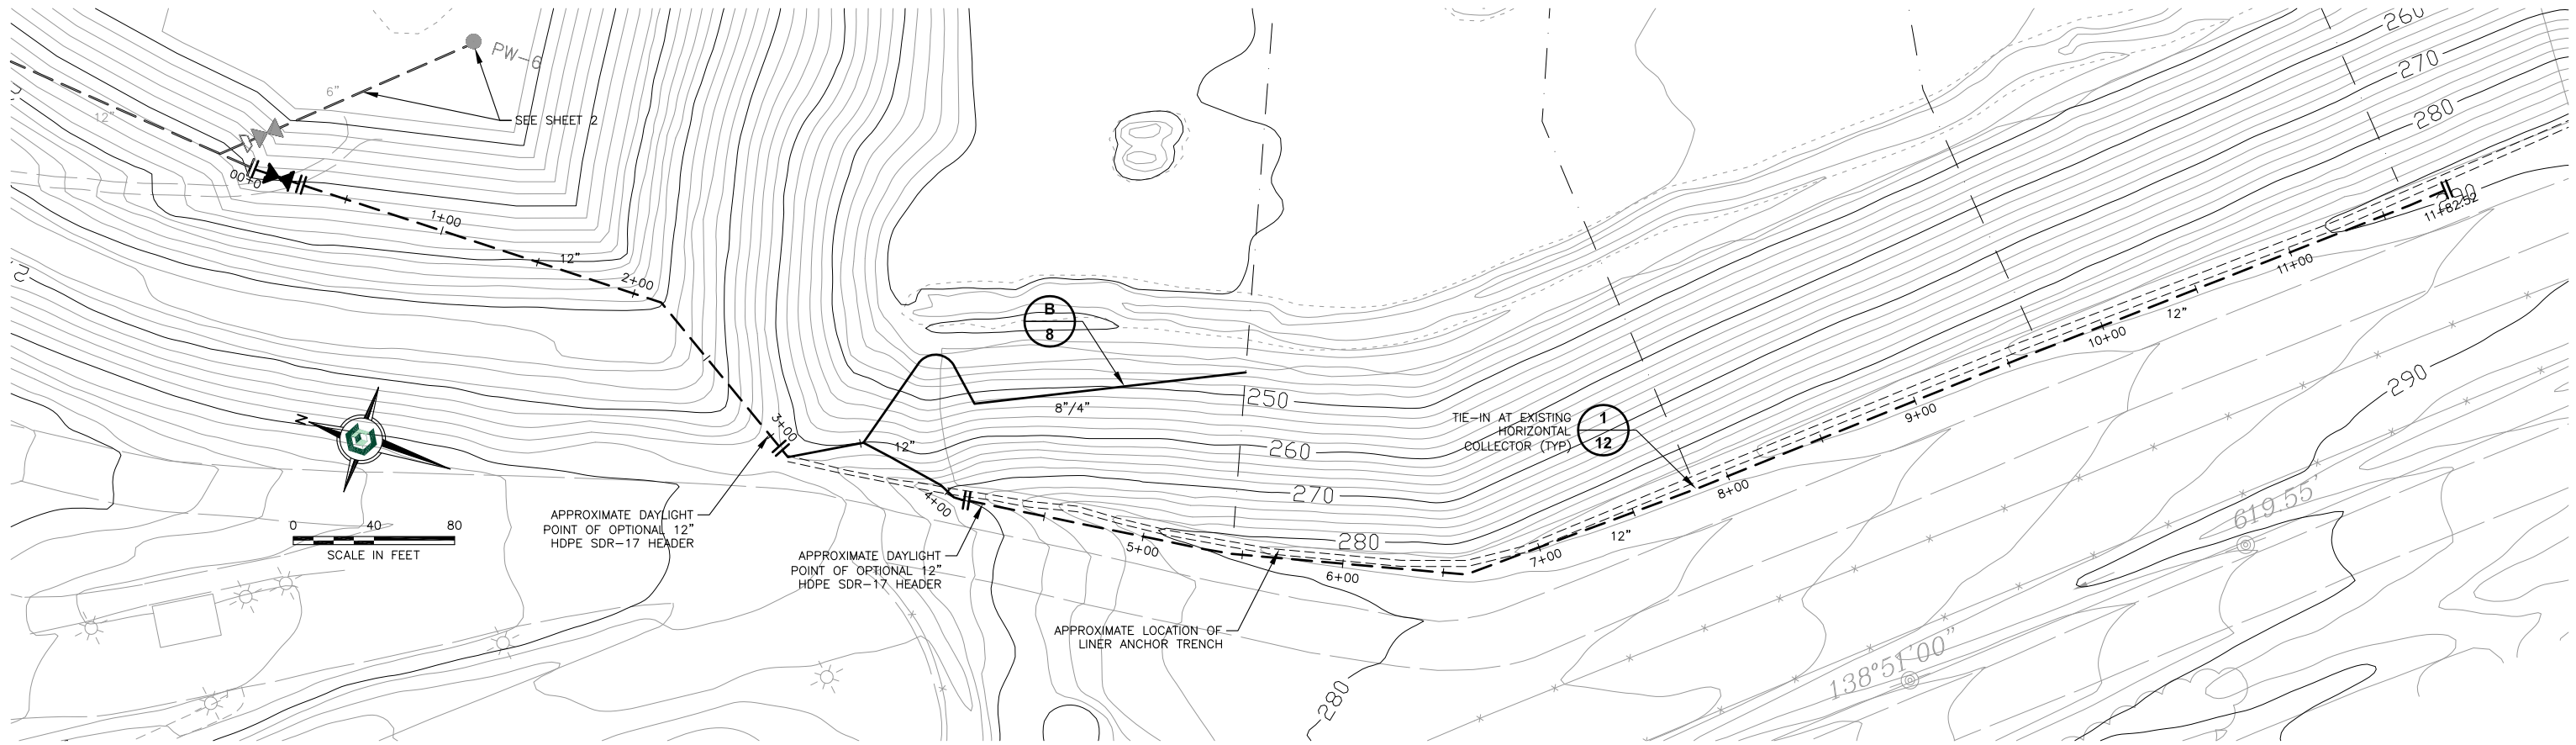 PW-6
6"
12"
SEE SHEET 2
0+00
1+00
12"
2+00
3+00
B
8
8"/4"
12"
4+00
250
260
270
280
260
270
280
290
290
280
TIE-IN AT EXISTING
HORIZONTAL
COLLECTOR (TYP)
1
12
N
0 40 80
SCALE IN FEET
APPROXIMATE DAYLIGHT
POINT OF OPTIONAL 12"
HDPE SDR-17 HEADER
APPROXIMATE DAYLIGHT
POINT OF OPTIONAL 12"
HDPE SDR-17 HEADER
APPROXIMATE LOCATION OF
LINER ANCHOR TRENCH
5+00
6+00
7+00
12"
8+00
9+00
10+00
12"
11+00
11+82.52
619.55'
138°51'00"